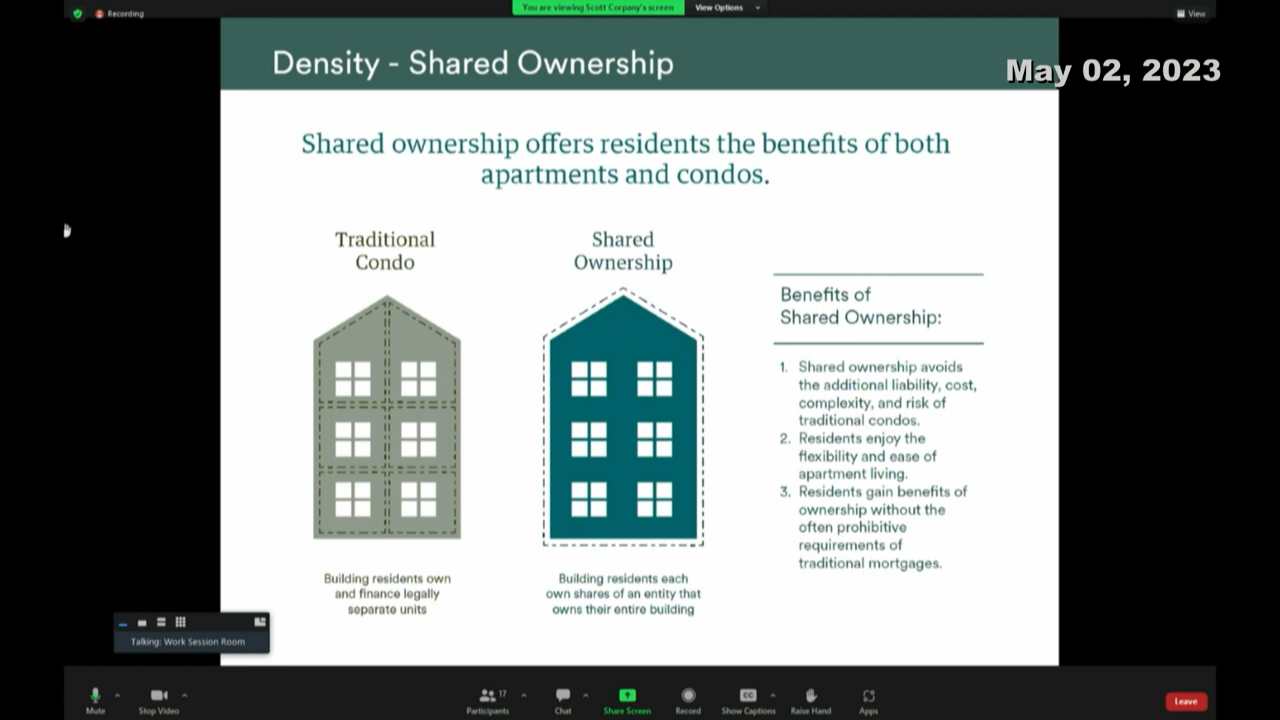 Recording
You are viewing Scott Corpany's screen
View Options
View
Density - Shared Ownership
May 02, 2023
Shared ownership offers residents the benefits of both
apartments and condos.
Traditional
Condo
Shared
Ownership
Benefits of
Shared Ownership:
1. Shared ownership avoids
the additional liability, cost,
complexity, and risk of
traditional condos.
2. Residents enjoy the
flexibility and ease of
apartment living.
3. Residents gain benefits of
ownership without the
often prohibitive
requirements of
traditional mortgages.
Building residents own
and finance legally
separate units
Building residents each
own shares of an entity that
owns their entire building
Talking: Work Session Room
Mute
Stop Video
Participants
17
Chat
Share Screen
Record
CC
Show Captions
Raise Hand
Apps
Leave